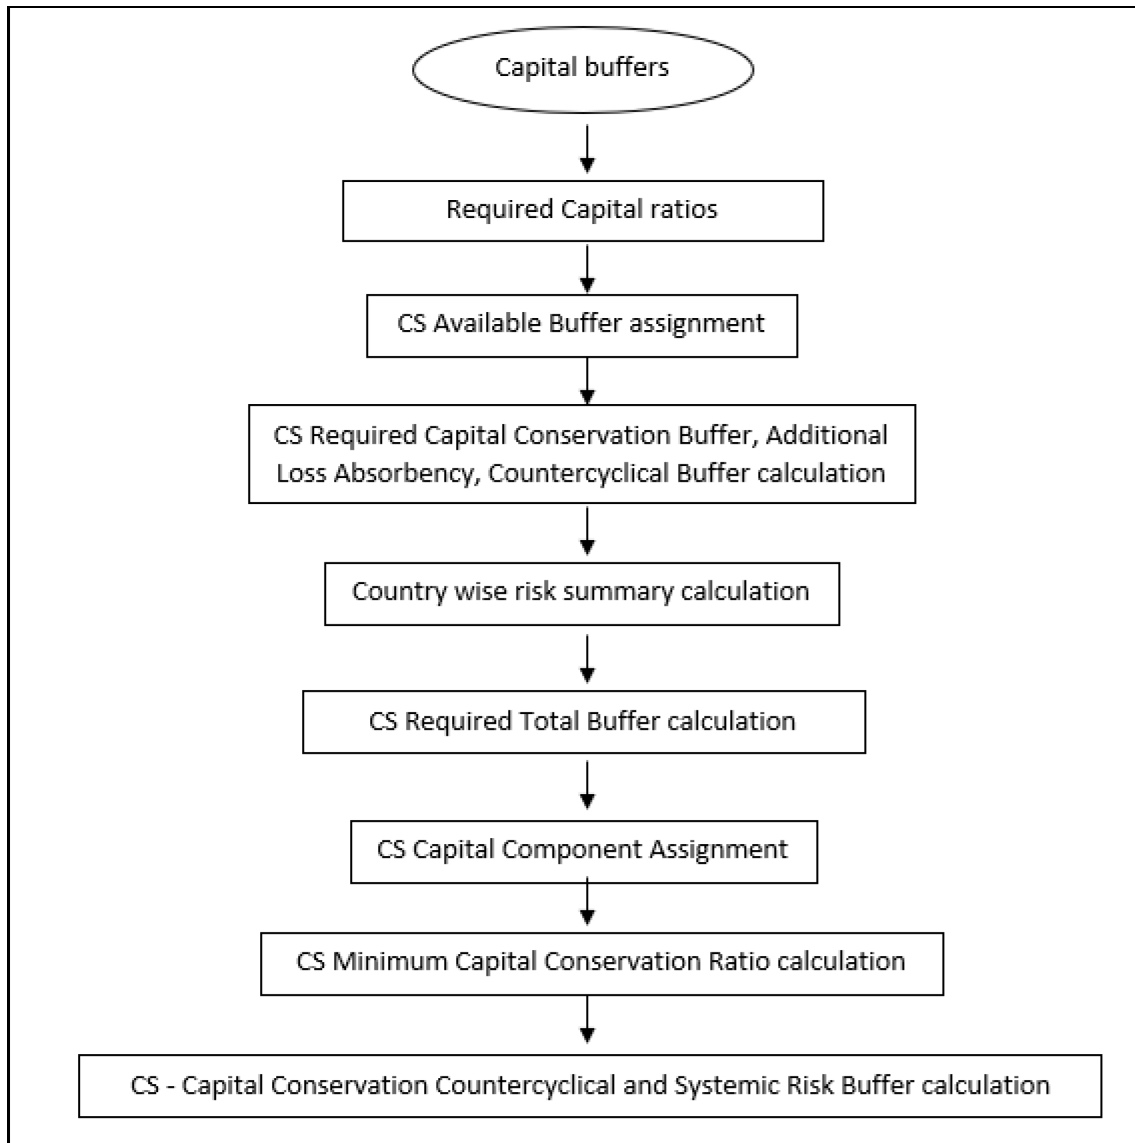 Capital buffers
Required Capital ratios
CS Available Buffer assignment
CS Required Capital Conservation Buffer, Additional
Loss Absorbency, Countercyclical Buffer calculation
Country wise risk summary calculation
CS Required Total Buffer calculation
CS Capital Component Assignment
CS Minimum Capital Conservation Ratio calculation
CS - Capital Conservation Countercyclical and Systemic Risk Buffer calculation